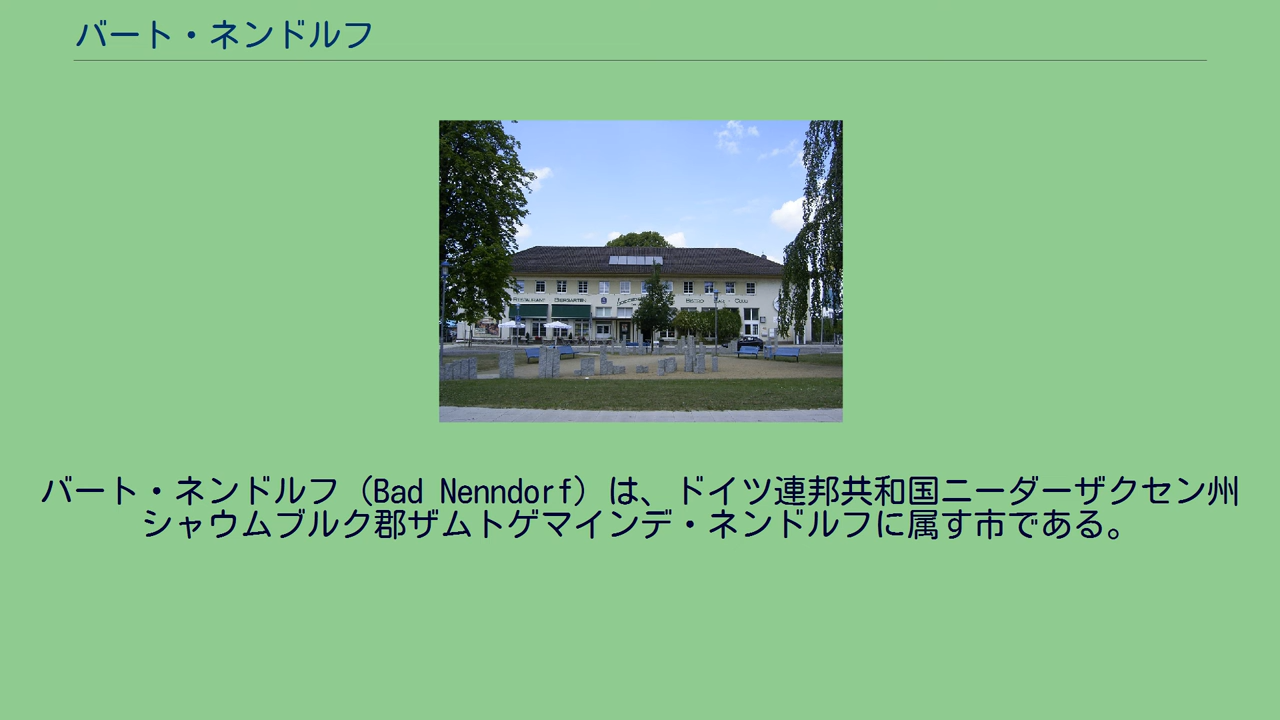 バート・ネンドルフ
RESTAURANT BIERGARTEN
バート・ネンドルフ（Bad Nenndorf）は、ドイツ連邦共和国ニーダーザクセン州
シャウムブルク郡ザムトゲマインデ・ネンドルフに属す市である。